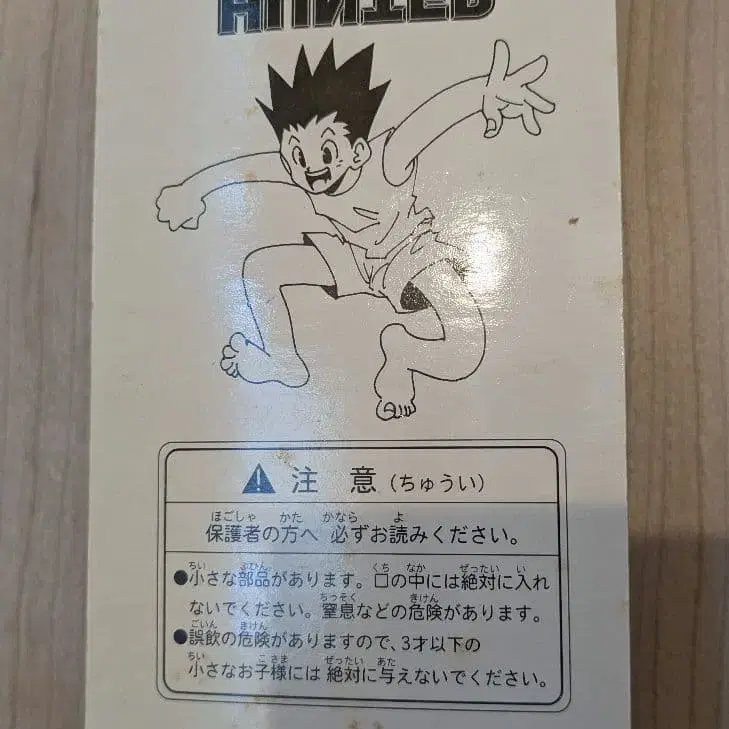 HUNTER
⚠注 意（ちゅうい）
保護者の方へ 必ずお読みください。
●小さな部品があります。口の中には絶対に入れ
ないでください。窒息などの危険があります。
●誤飲の危険がありますので、3才以下の
小さなお子様には 絶対に与えないでください。